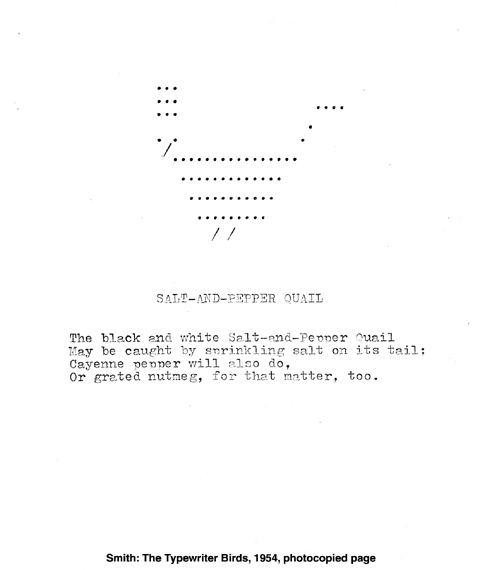 SALT-AND-PEPPER QUAIL
The black and white Salt-and-Pepper Quail
May be caught by sprinkling salt on its tail;
Cayenne pepper will also do,
Or grated nutmeg, for that matter, too.
Smith: The Typewriter Birds, 1954, photocopied page